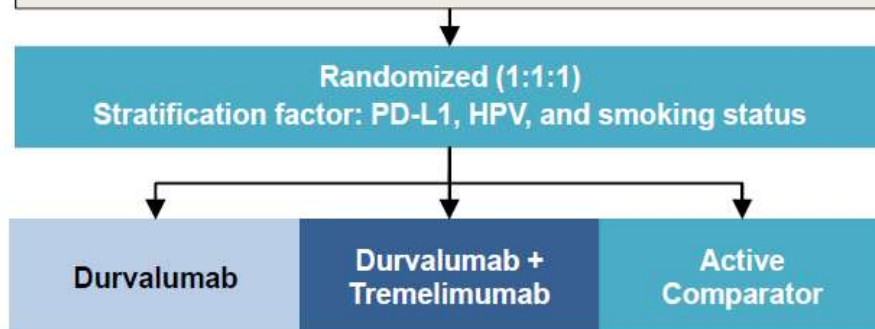 Randomized (1:1:1)
Stratification factor: PD-L1, HPV, and smoking status
Durvalumab
Durvalumab +
Tremelimumab
Active
Comparator